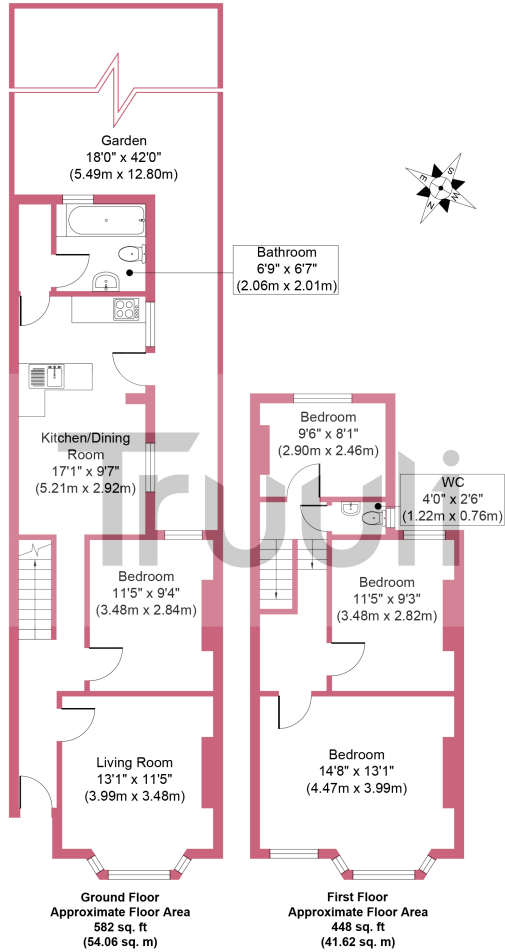 Garden
18'0" x 42'0"
(5.49m x 12.80m)
S
E
W
N
Bathroom
6'9" x 6'7"
(2.06m x 2.01m)
Kitchen/Dining
Room
17'1" x 9'7"
(5.21m x 2.92m)
Bedroom
9'6" x 8'1"
(2.90m x 2.46m)
WC
4'0" x 2'6"
(1.22m x 0.76m)
Truuli
Bedroom
11'5" x 9'4"
(3.48m x 2.84m)
Bedroom
11'5" x 9'3"
(3.48m x 2.82m)
Living Room
13'1" x 11'5"
(3.99m x 3.48m)
Bedroom
14'8" x 13'1"
(4.47m x 3.99m)
Ground Floor
Approximate Floor Area
582 sq. ft
(54.06 sq. m)
First Floor
Approximate Floor Area
448 sq. ft
(41.62 sq. m)